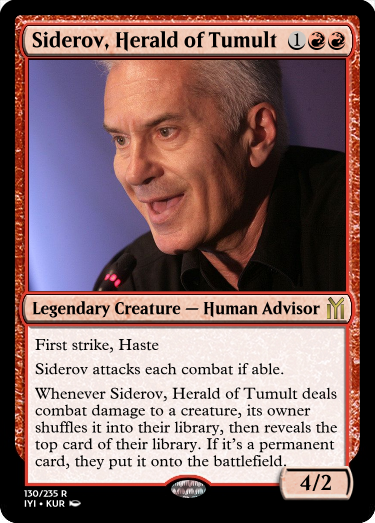 Siderov, Herald of Tumult 1
Legendary Creature — Human Advisor
First strike, Haste
Siderov attacks each combat if able.
Whenever Siderov, Herald of Tumult deals
combat damage to a creature, its owner
shuffles it into their library, then reveals the
top card of their library. If it's a permanent
card, they put it onto the battlefield.
4/2
130/235 R
IYI • KUR